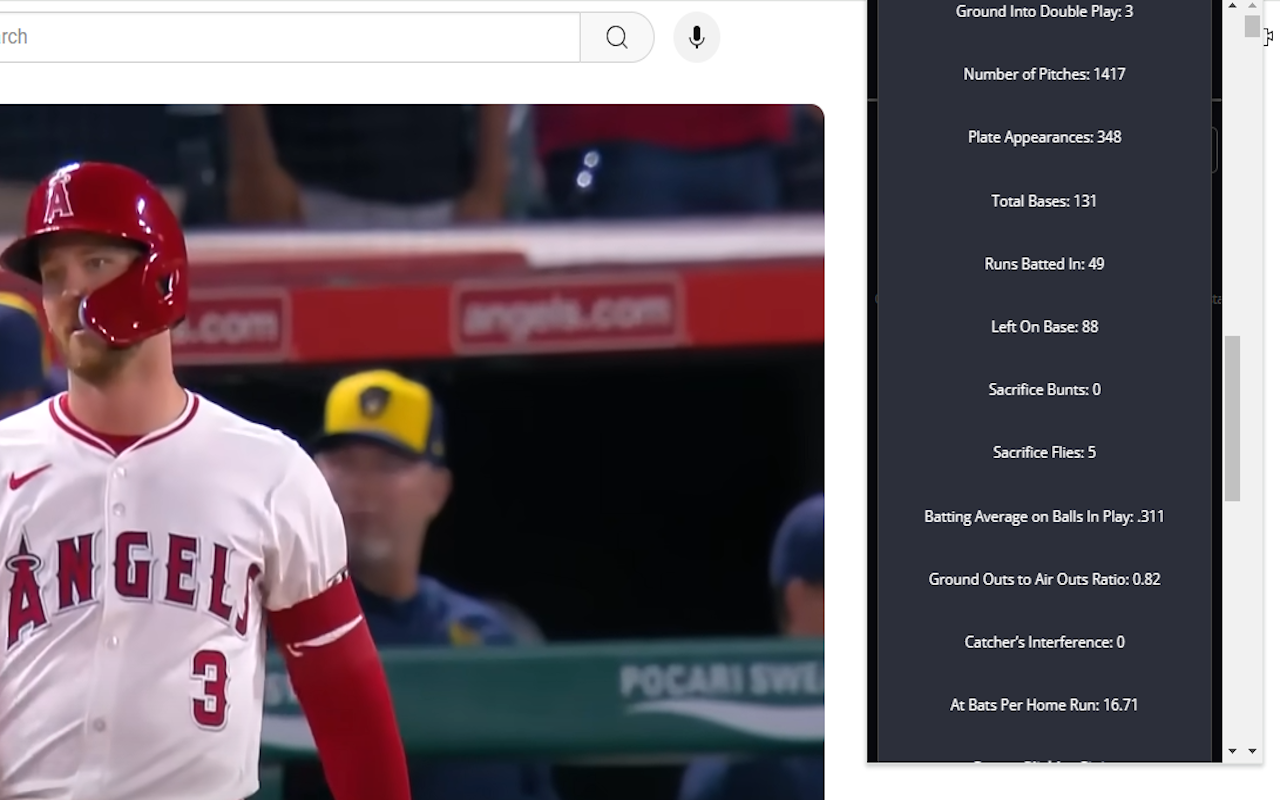 rch
Ground Into Double Play: 3
Number of Pitches: 1417
Plate Appearances: 348
Total Bases: 131
Runs Batted In: 49
Left On Base: 88
Sacrifice Bunts: 0
Sacrifice Flies: 5
Batting Average on Balls In Play: .311
Ground Outs to Air Outs Ratio: 0.82
Catcher's Interference: 0
At Bats Per Home Run: 16.71
A
s.com
angels.com
ANGELS
3
POCARI SWEA